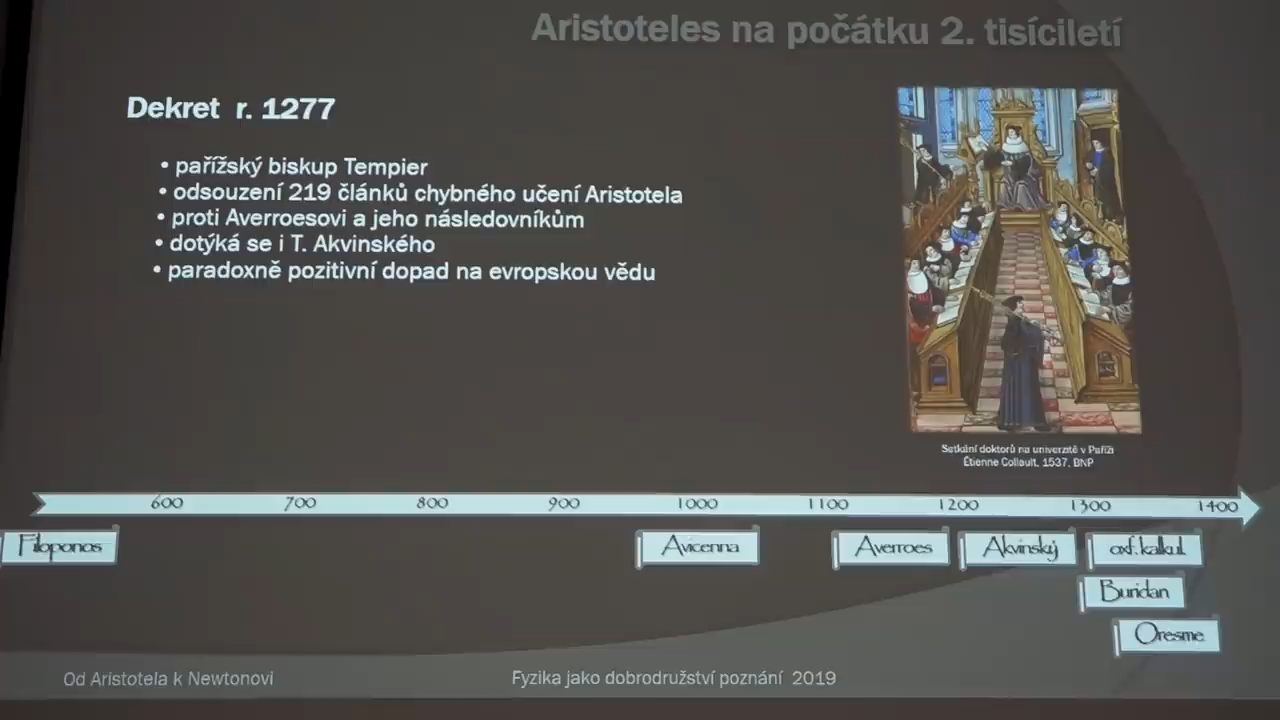 Aristoteles na počátku 2. tisíciletí
Dekret r. 1277
• pařížský biskup Tempier
• odsouzení 219 článků chybného učení Aristotela
• proti Averroesovi a jeho následovníkům
• dotýká se i T. Akvinského
• paradoxně pozitivní dopad na evropskou vědu
Setkání doktorů na univerzitě v Paříži
Étienne Collault, 1537, BNP
600 700 800 900 1000 1100 1200 1300 1400
Filoponos Avicenna Averroes Akvinský oxf. kalkul.
Buridan
Oresme
Od Aristotela k Newtonovi Fyzika jako dobrodružství poznání 2019